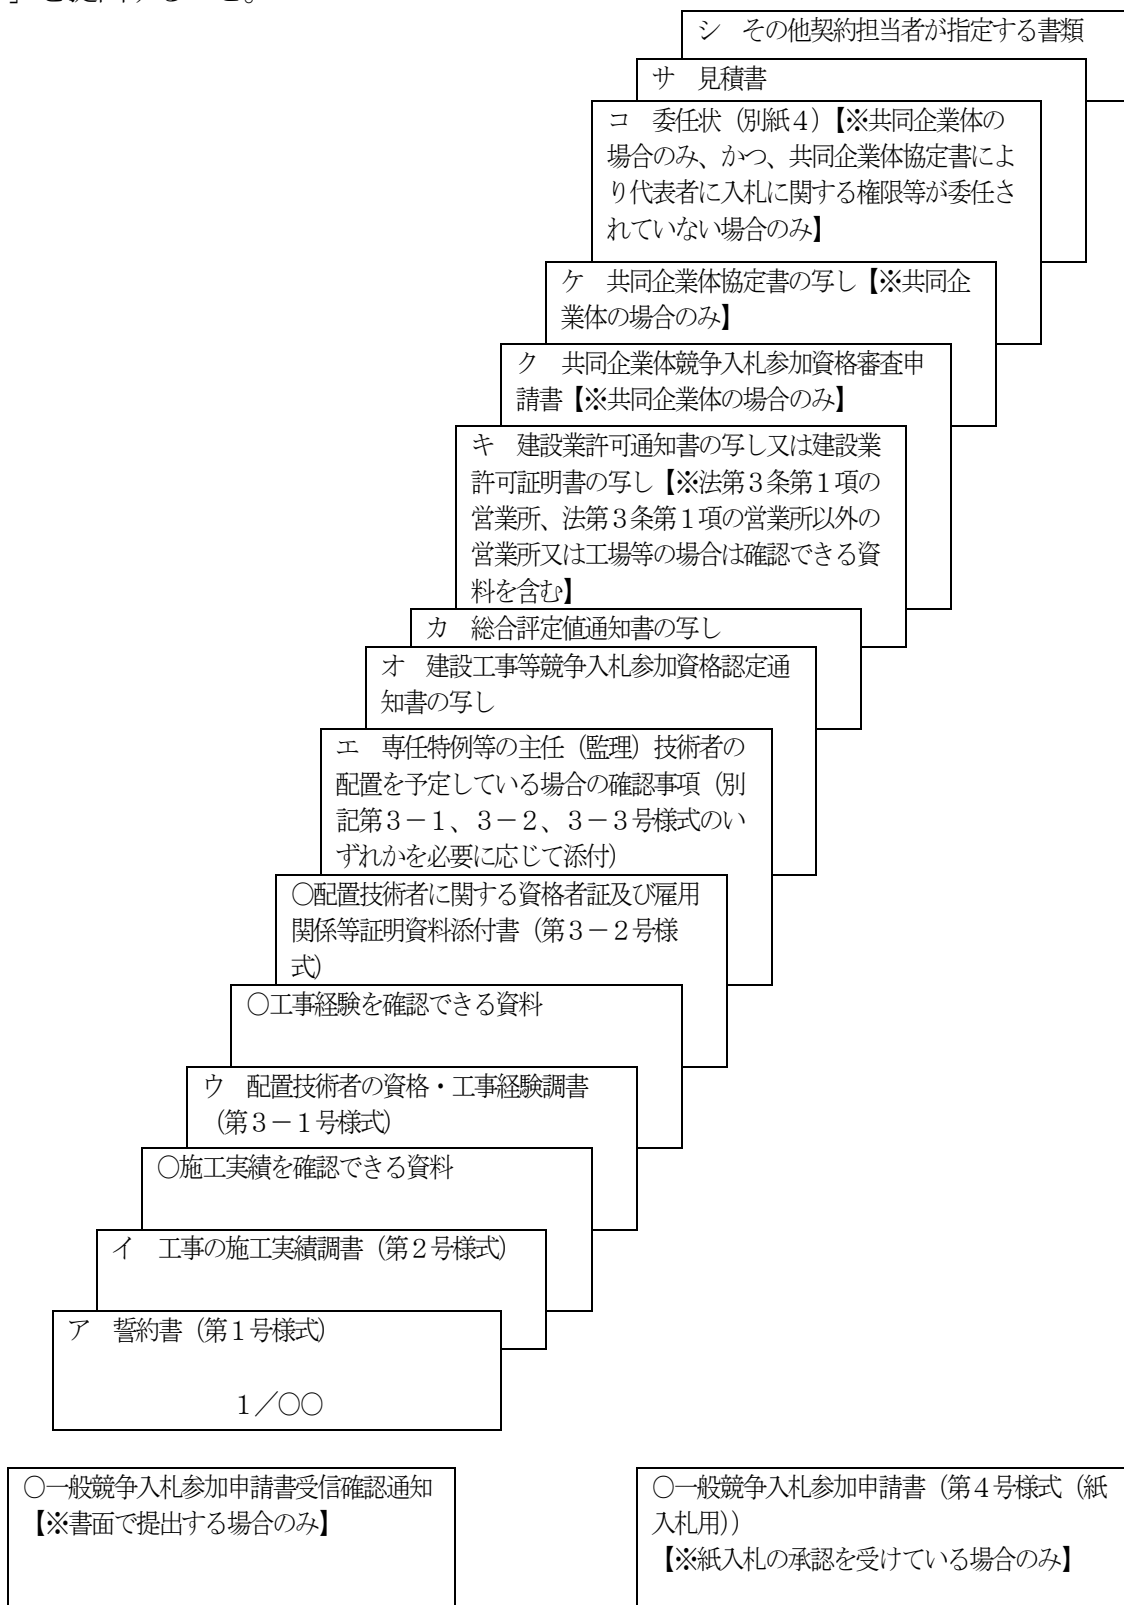 シ　その他契約担当者が指定する書類
サ　見積書
コ　委任状（別紙４）【※共同企業体の
場合のみ、かつ、共同企業体協定書によ
り代表者に入札に関する権限等が委任さ
れていない場合のみ】
ケ　共同企業体協定書の写し【※共同企
業体の場合のみ】
ク　共同企業体競争入札参加資格審査申
請書【※共同企業体の場合のみ】
キ　建設業許可通知書の写し又は建設業
許可証明書の写し【※法第３条第１項の
営業所、法第３条第１項の営業所以外の
営業所又は工場等の場合は確認できる資
料を含む】
カ　総合評定値通知書の写し
オ　建設工事等競争入札参加資格認定通
知書の写し
エ　専任特例等の主任（監理）技術者の
配置を予定している場合の確認事項（別
記第３－１、３－２、３－３号様式のい
ずれかを必要に応じて添付）
○配置技術者に関する資格者証及び雇用
関係等証明資料添付書（第３－２号様
式）
○工事経験を確認できる資料
ウ　配置技術者の資格・工事経験調書
（第３－１号様式）
○施工実績を確認できる資料
イ　工事の施工実績調書（第２号様式）
ア　誓約書（第１号様式）
１／○○
○一般競争入札参加申請書受信確認通知
【※書面で提出する場合のみ】
○一般競争入札参加申請書（第４号様式（紙
入札用））
【※紙入札の承認を受けている場合のみ】